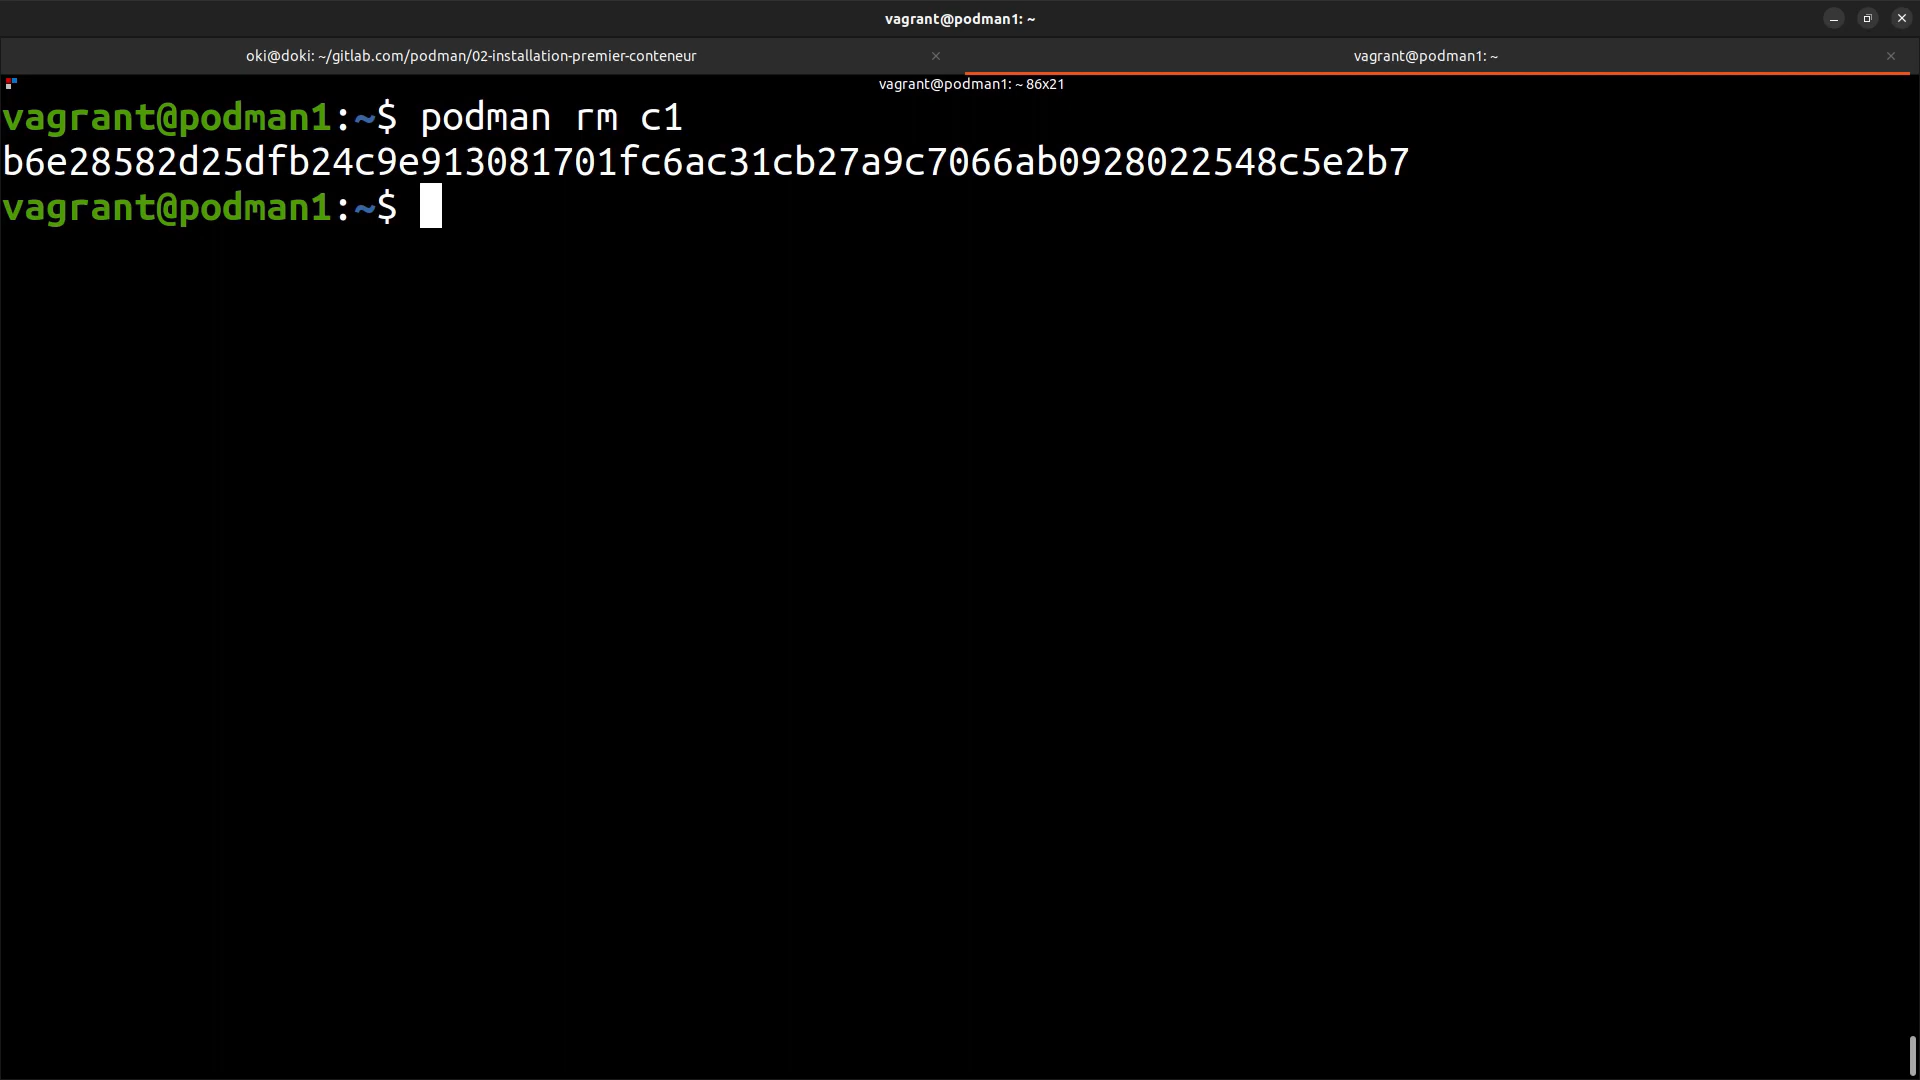 vagrant@podman1: ~
oki@doki: ~/gitlab.com/podman/02-installation-premier-conteneur
vagrant@podman1: ~
vagrant@podman1: ~ 86x21
vagrant@podman1:~$ podman rm c1
b6e28582d25dfb24c9e913081701fc6ac31cb27a9c7066ab0928022548c5e2b7
vagrant@podman1:~$